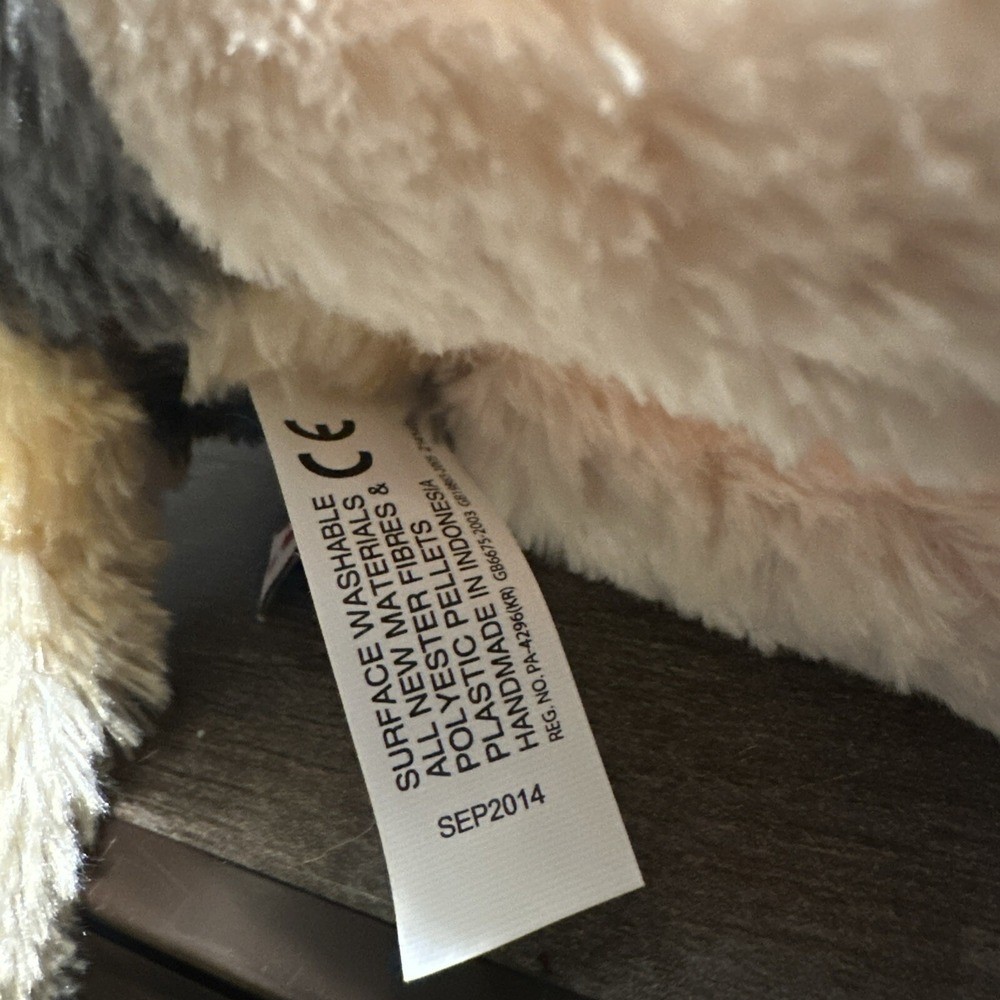 CE
SURFACE WASHABLE
ALL NEW MATERIALS &
POLYESTER FIBRES &
PLASTIC PELLETS
HANDMADE IN INDONESIA
REG. NO. PA-4296(KR) GB6675-2003
SEP2014